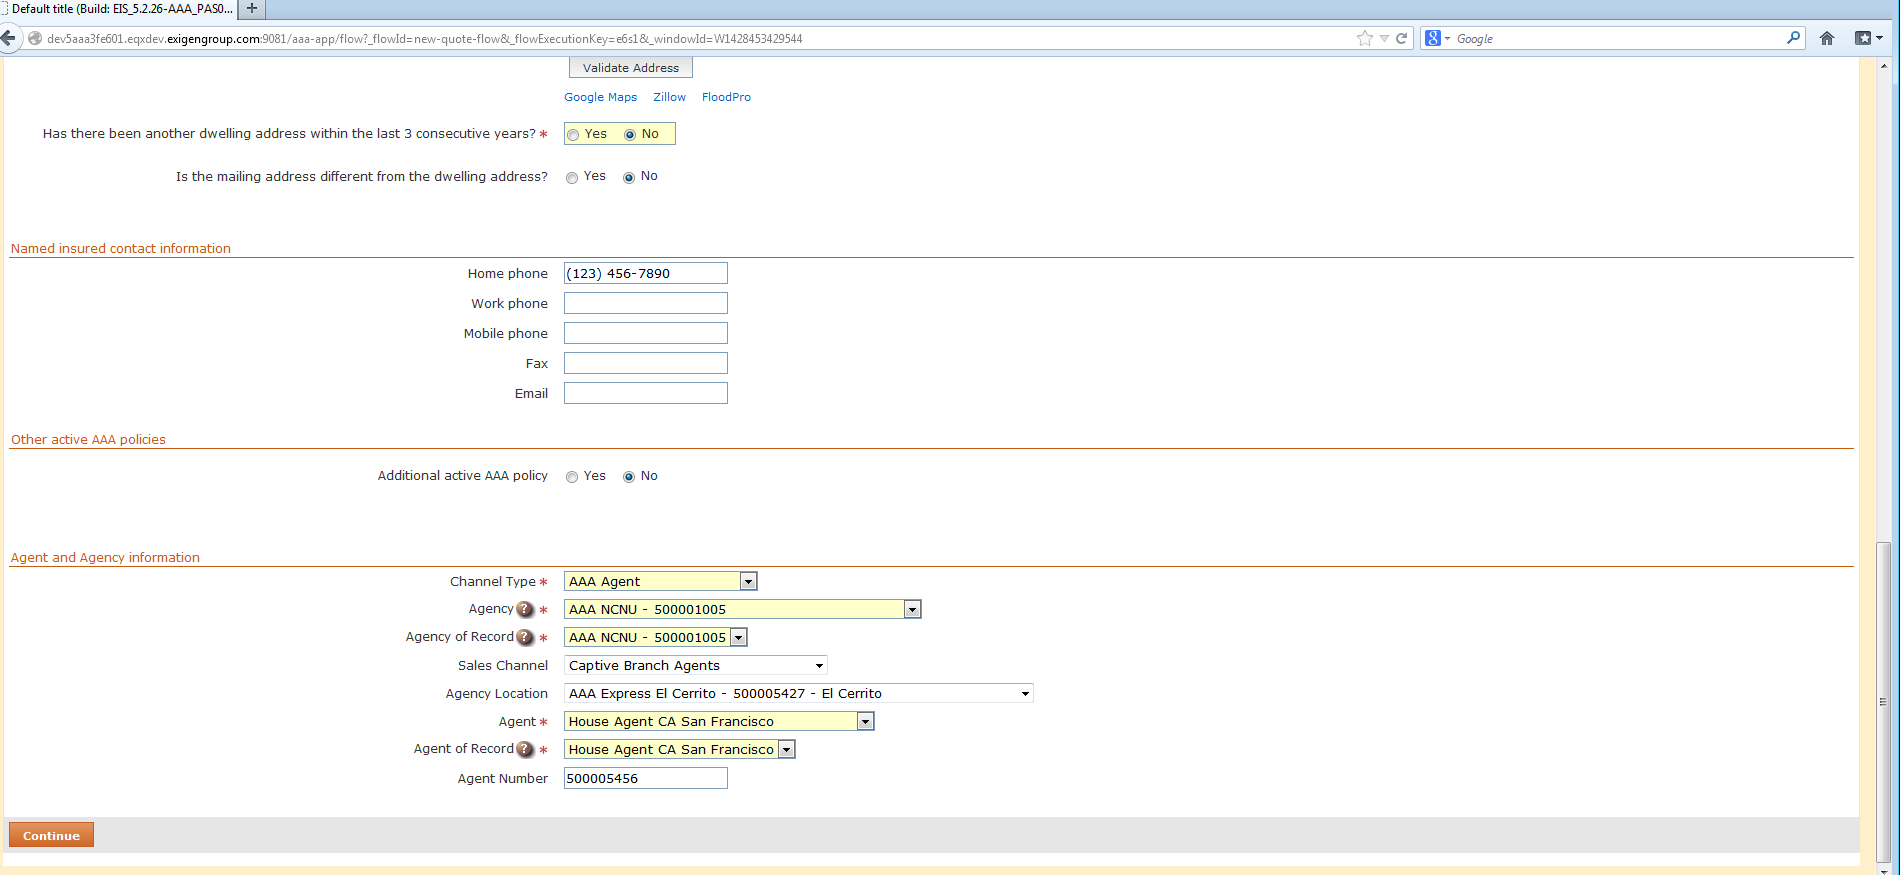 Default title (Build: EIS_5.2.26-AAA_PAS0...
dev5aaa3fe601.eqxdev.exigengroup.com:9081/aaa-app/flow?_flowId=new-quote-flow&_flowExecutionKey=e6s1&_windowId=W1428453429544
Google
Validate Address
Google Maps Zillow FloodPro
Has there been another dwelling address within the last 3 consecutive years? * Yes No
Is the mailing address different from the dwelling address? Yes No
Named insured contact information
Home phone (123) 456-7890
Work phone
Mobile phone
Fax
Email
Other active AAA policies
Additional active AAA policy Yes No
Agent and Agency information
Channel Type * AAA Agent
Agency ? * AAA NCNU - 500001005
Agency of Record ? * AAA NCNU - 500001005
Sales Channel Captive Branch Agents
Agency Location AAA Express El Cerrito - 500005427 - El Cerrito
Agent * House Agent CA San Francisco
Agent of Record ? * House Agent CA San Francisco
Agent Number 500005456
Continue